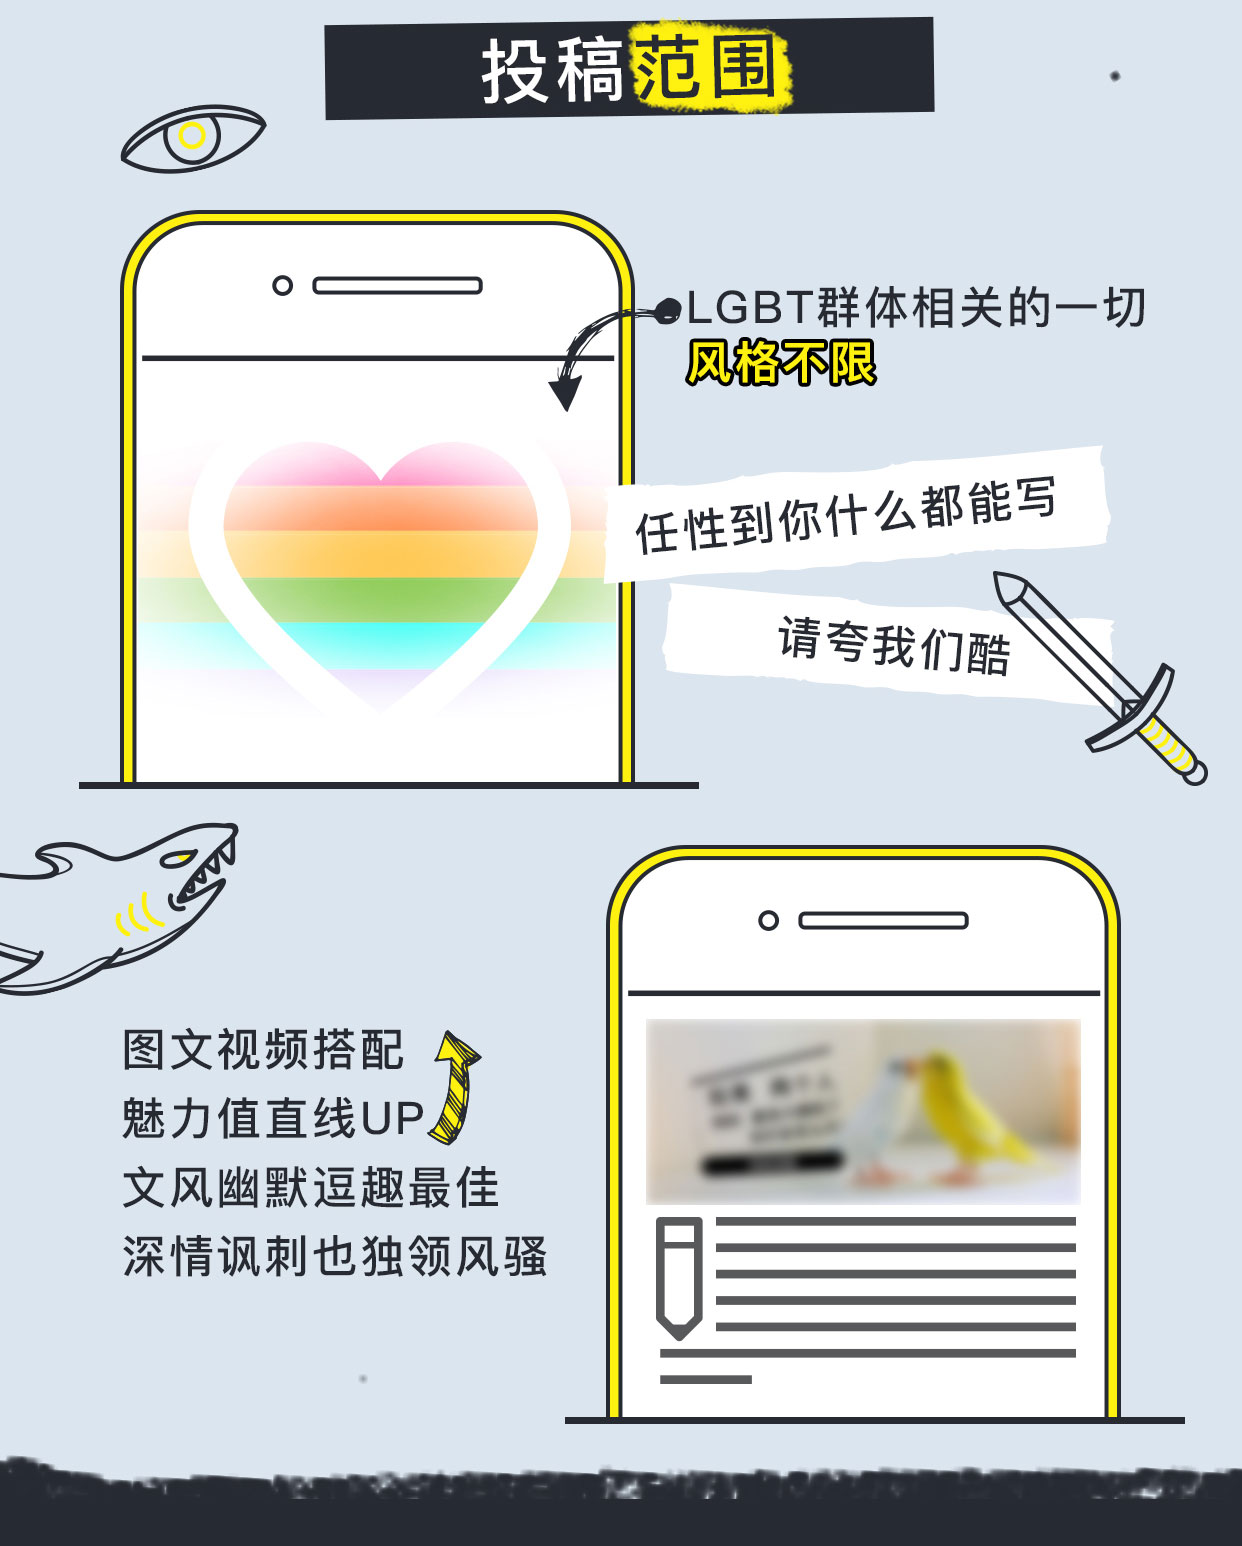 投稿范围
LGBT群体相关的一切
风格不限
任性到你什么都能写
请夸我们酷
图文视频搭配
魅力值直线UP
文风幽默逗趣最佳
深情讽刺也独领风骚